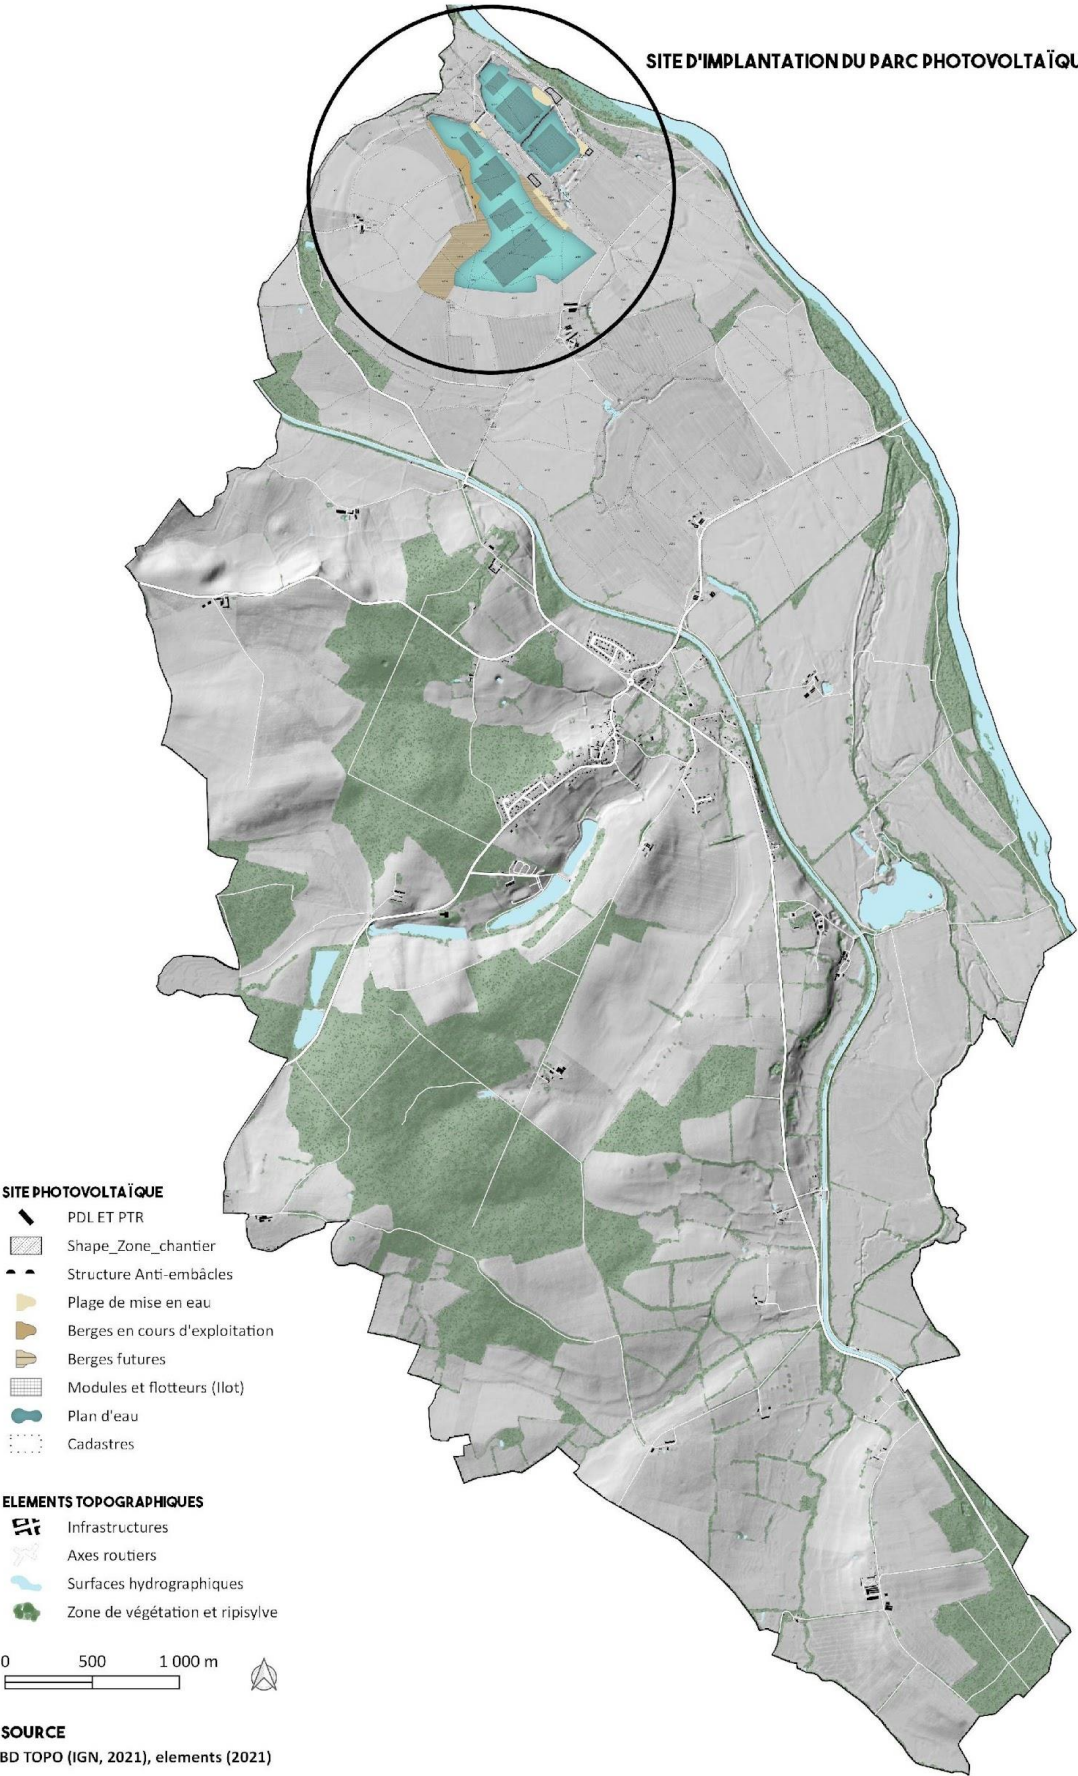 SITE D'IMPLANTATION DU PARC PHOTOVOLTAÏQU
SITE PHOTOVOLTAÏQUE
PDL ET PTR
Shape_Zone_chantier
Structure Anti-embâcles
Plage de mise en eau
Berges en cours d'exploitation
Berges futures
Modules et flotteurs (Ilot)
Plan d'eau
Cadastres
ELEMENTS TOPOGRAPHIQUES
Infrastructures
Axes routiers
Surfaces hydrographiques
Zone de végétation et ripisylve
0 500 1 000 m
SOURCE
BD TOPO (IGN, 2021), elements (2021)